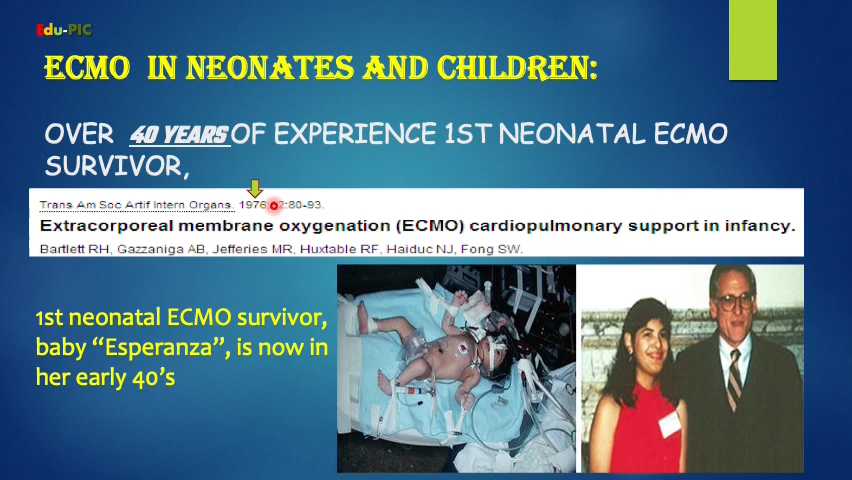 Edu-PIC
ECMO IN NEONATES AND CHILDREN:
OVER 40 YEARS OF EXPERIENCE 1ST NEONATAL ECMO
SURVIVOR,
Trans Am Soc Artif Intern Organs. 1976; 2:80-93.
Extracorporeal membrane oxygenation (ECMO) cardiopulmonary support in infancy.
Bartlett RH, Gazzaniga AB, Jefferies MR, Huxtable RF, Haiduc NJ, Fong SW.
1st neonatal ECMO survivor,
baby “Esperanza”, is now in
her early 40’s